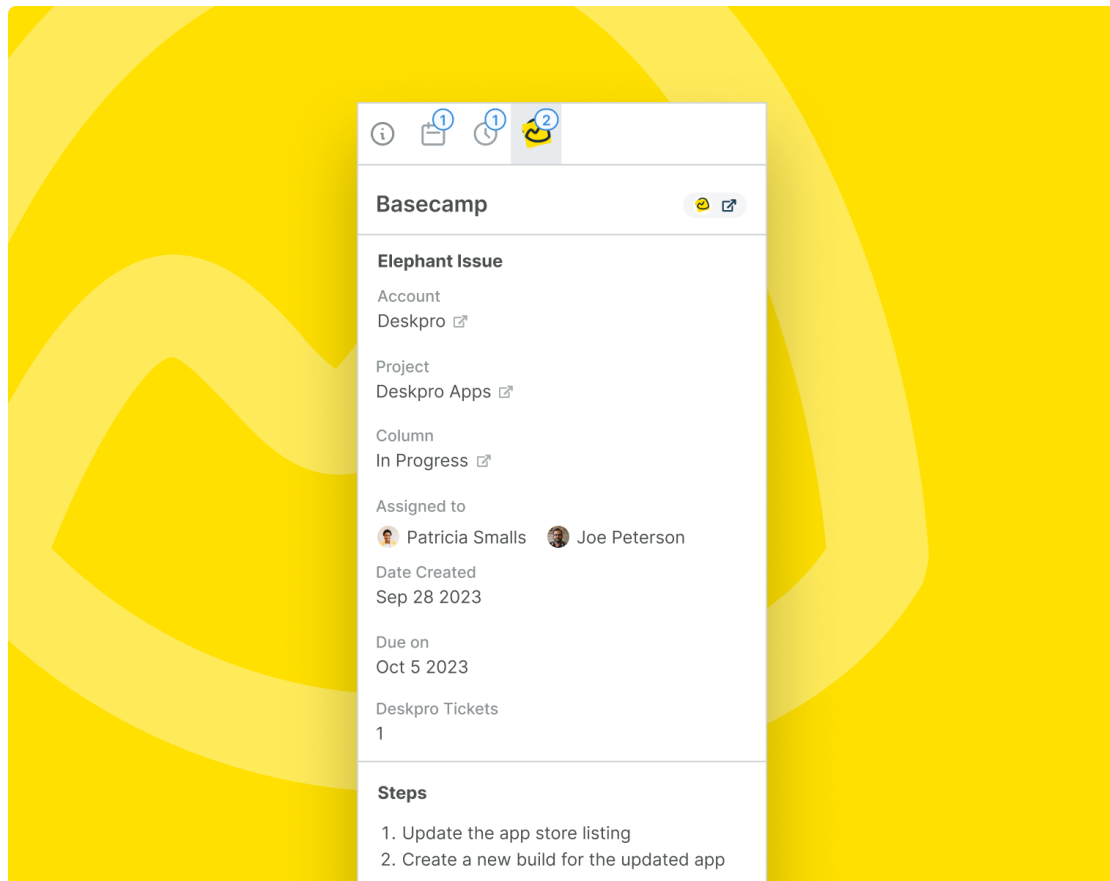 1 1 2
Basecamp
Elephant Issue
Account
Deskpro
Project
Deskpro Apps
Column
In Progress
Assigned to
Patricia Smalls Joe Peterson
Date Created
Sep 28 2023
Due on
Oct 5 2023
Deskpro Tickets
1
Steps
1. Update the app store listing
2. Create a new build for the updated app